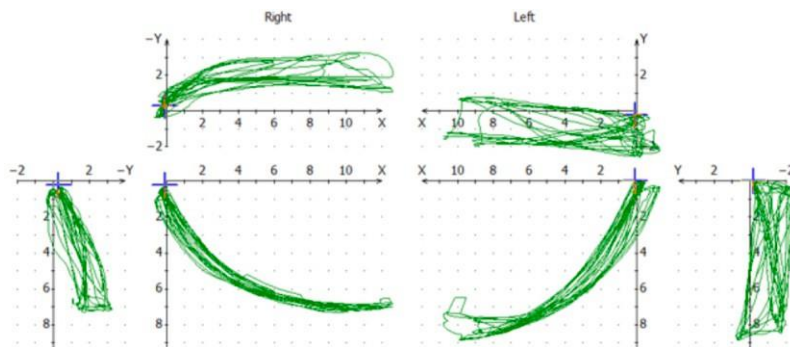 Right Left
−Y −Y
2 2
2 4 6 8 10 X X 10 8 6 4 2
−2 −2
−2 2 −Y 2 4 6 8 10 X X 10 8 6 4 2 Y 2 −2
2 2 2 2
4 4 4 4
6 6 6 6
8 8 8 8